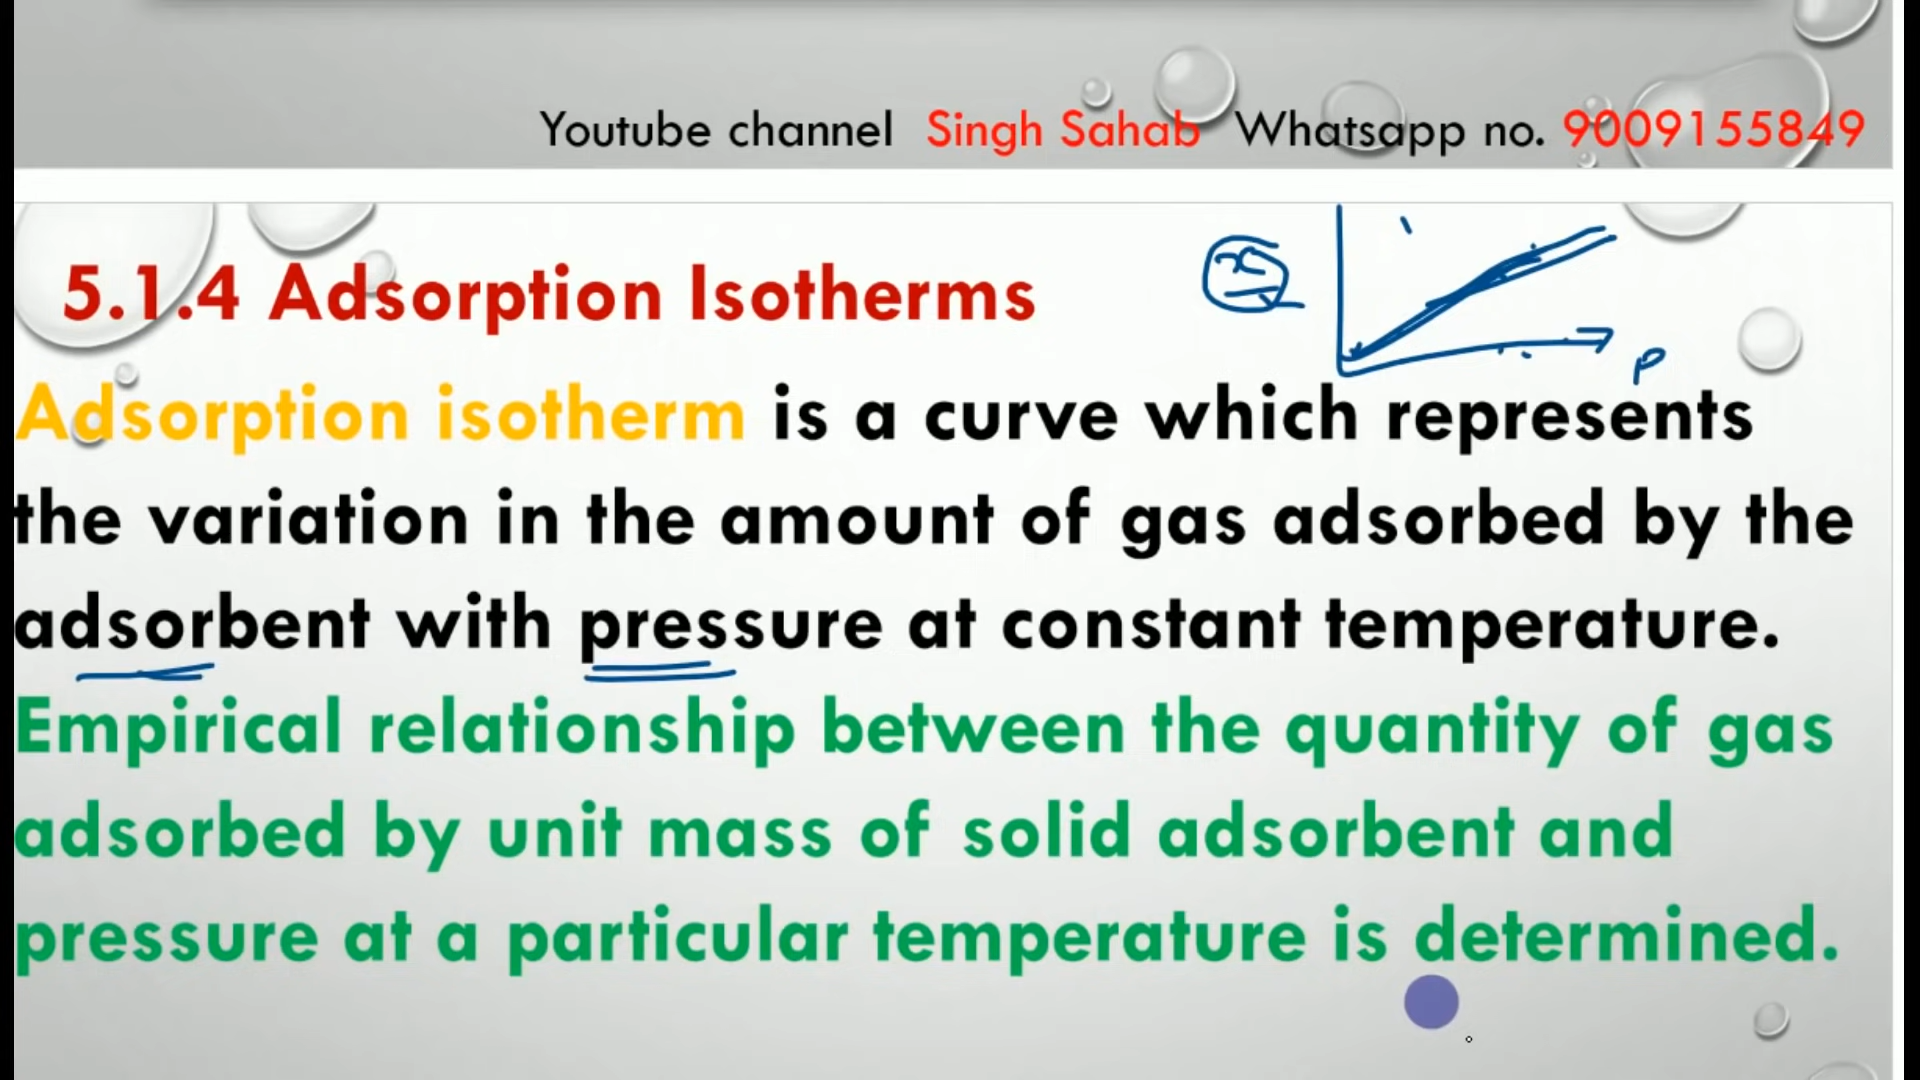 Youtube channel Singh Sahab Whatsapp no. 9009155849
5.1.4 Adsorption Isotherms
x
p
Adsorption isotherm is a curve which represents
the variation in the amount of gas adsorbed by the
adsorbent with pressure at constant temperature.
Empirical relationship between the quantity of gas
adsorbed by unit mass of solid adsorbent and
pressure at a particular temperature is determined.